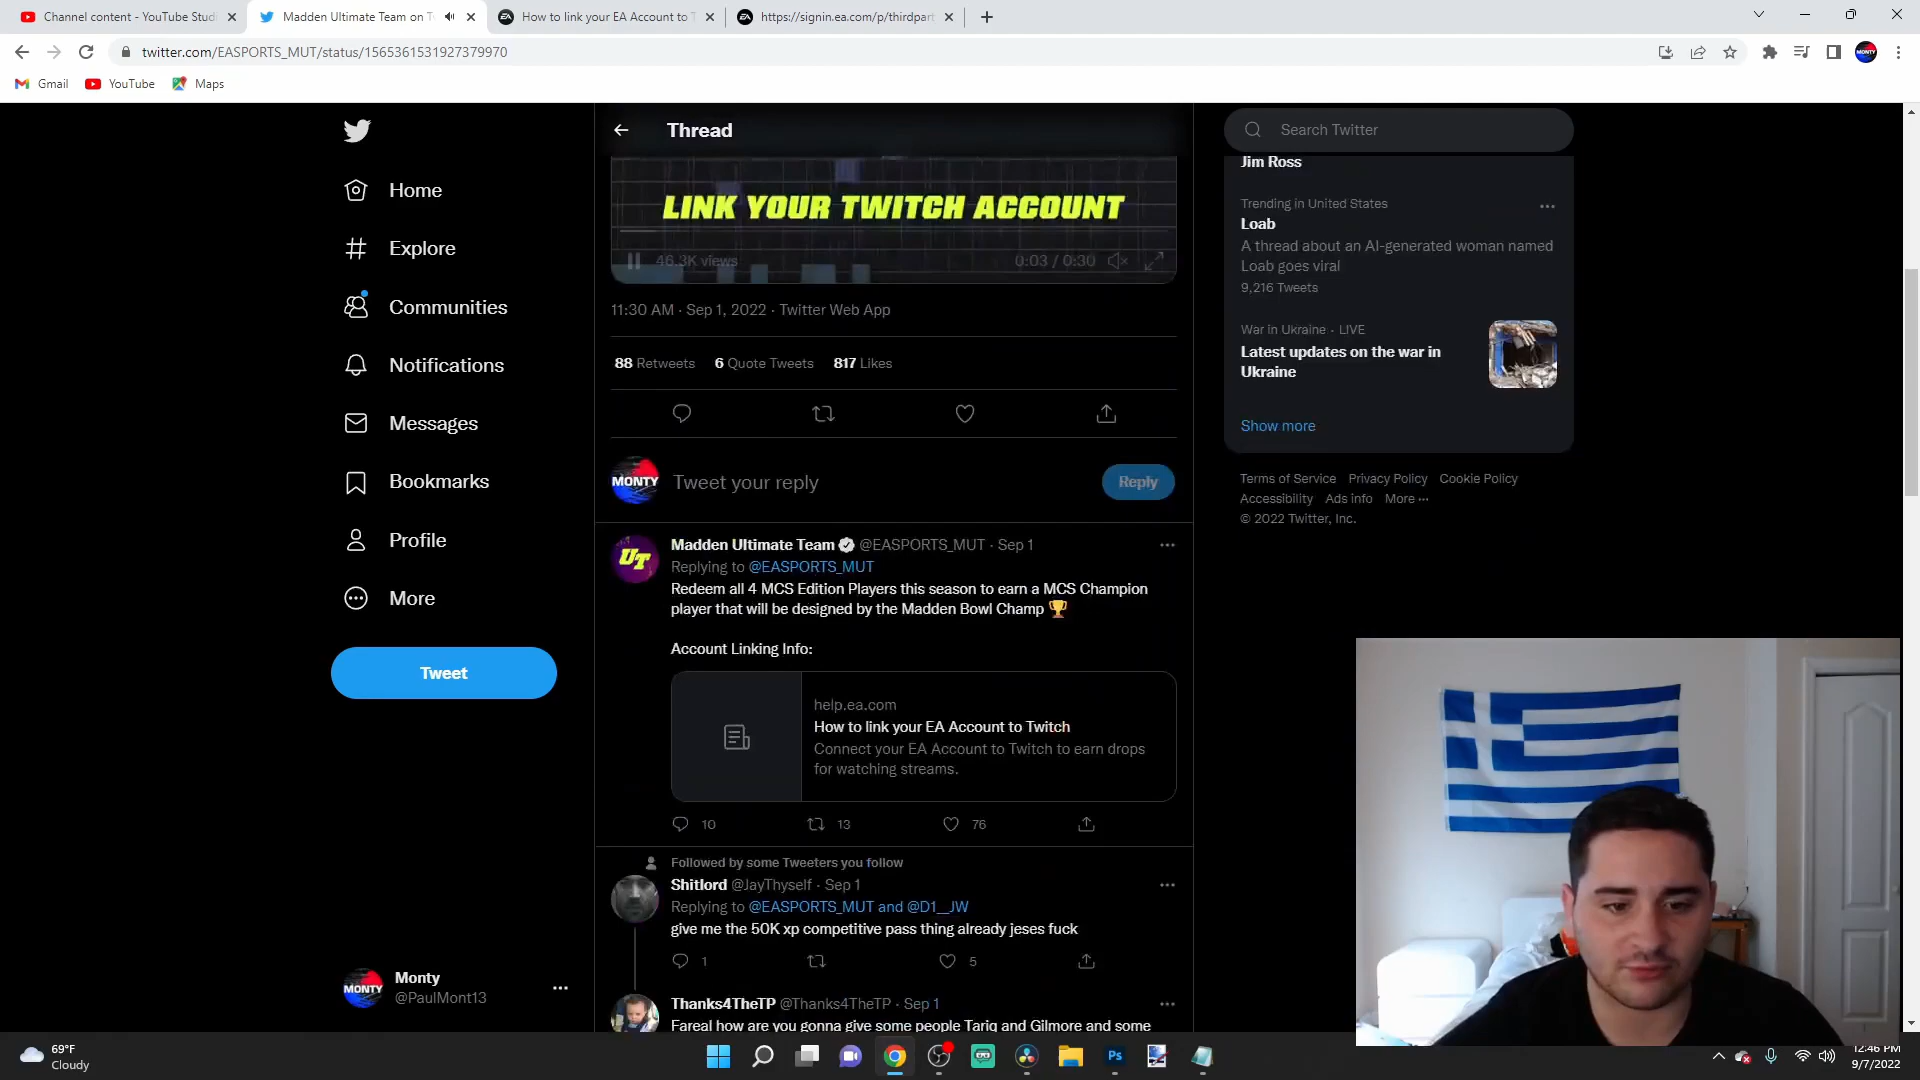 Channel content - YouTube Studi
Madden Ultimate Team on T
How to link your EA Account to T
https://signin.ea.com/p/thirdpart
twitter.com/EASPORTS_MUT/status/1565361531927379970
MONTY
Gmail
YouTube
Maps
Home
Explore
Communities
Notifications
Messages
Bookmarks
Profile
More
Tweet
MONTY
Monty
@PaulMont13
Thread
LINK YOUR TWITCH ACCOUNT
46.3K views
0:03 / 0:30
11:30 AM · Sep 1, 2022 · Twitter Web App
88 Retweets 6 Quote Tweets 817 Likes
MONTY
Tweet your reply
Reply
UT
Madden Ultimate Team @EASPORTS_MUT · Sep 1
Replying to @EASPORTS_MUT
Redeem all 4 MCS Edition Players this season to earn a MCS Champion
player that will be designed by the Madden Bowl Champ 🏆
Account Linking Info:
help.ea.com
How to link your EA Account to Twitch
Connect your EA Account to Twitch to earn drops
for watching streams.
10 13 76
Followed by some Tweeters you follow
Shitlord @JayThyself · Sep 1
Replying to @EASPORTS_MUT and @D1__JW
give me the 50K xp competitive pass thing already jeses fuck
1 5
Thanks4TheTP @Thanks4TheTP · Sep 1
Fareal how are you gonna give some people Tariq and Gilmore and some
Search Twitter
Jim Ross
Trending in United States
Loab
A thread about an AI-generated woman named
Loab goes viral
9,216 Tweets
War in Ukraine · LIVE
Latest updates on the war in
Ukraine
Show more
Terms of Service Privacy Policy Cookie Policy
Accessibility Ads info More ···
© 2022 Twitter, Inc.
69°F
Cloudy
Ps
12:46 PM
9/7/2022